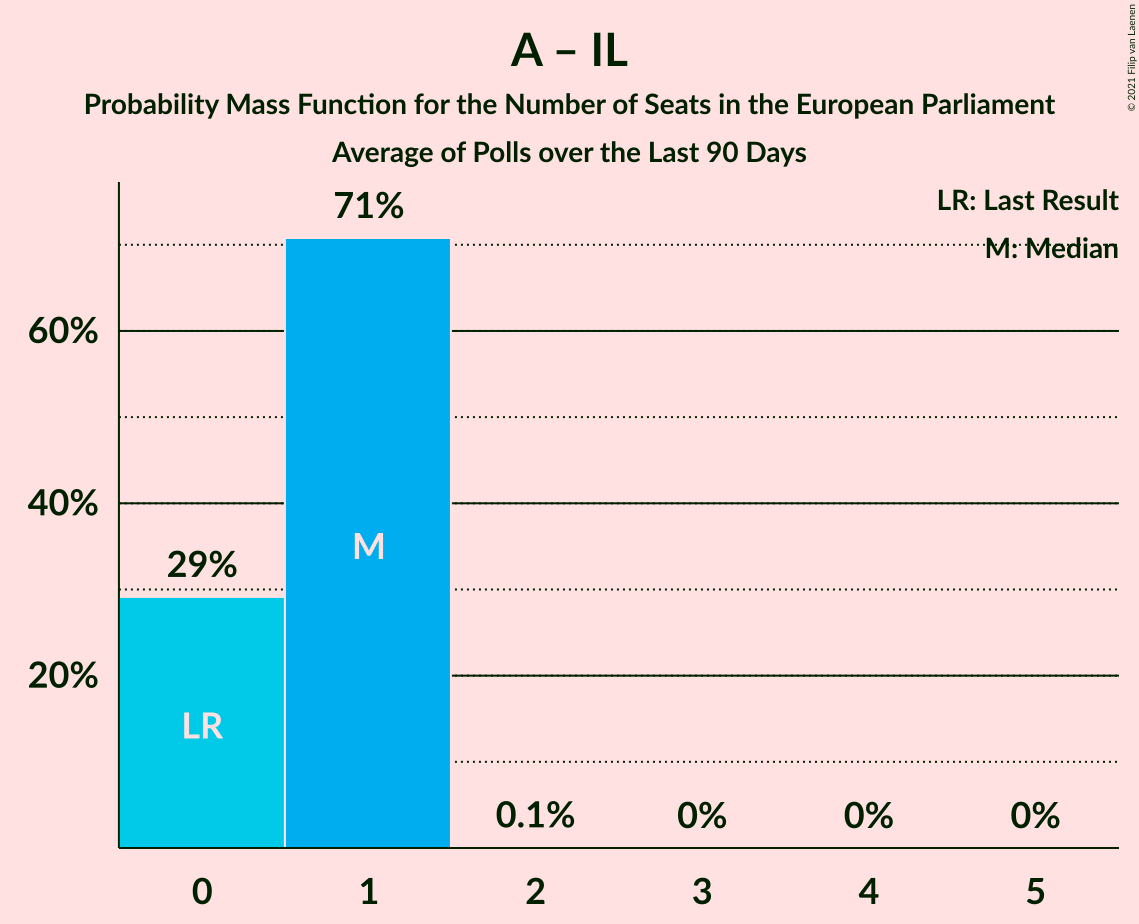 A – IL
Probability Mass Function for the Number of Seats in the European Parliament
Average of Polls over the Last 90 Days
© 2021 Filip van Laenen
LR: Last Result
M: Median
71%
60%
40%
29%
20%
M
LR
0.1%
0%
0%
0%
0 1 2 3 4 5